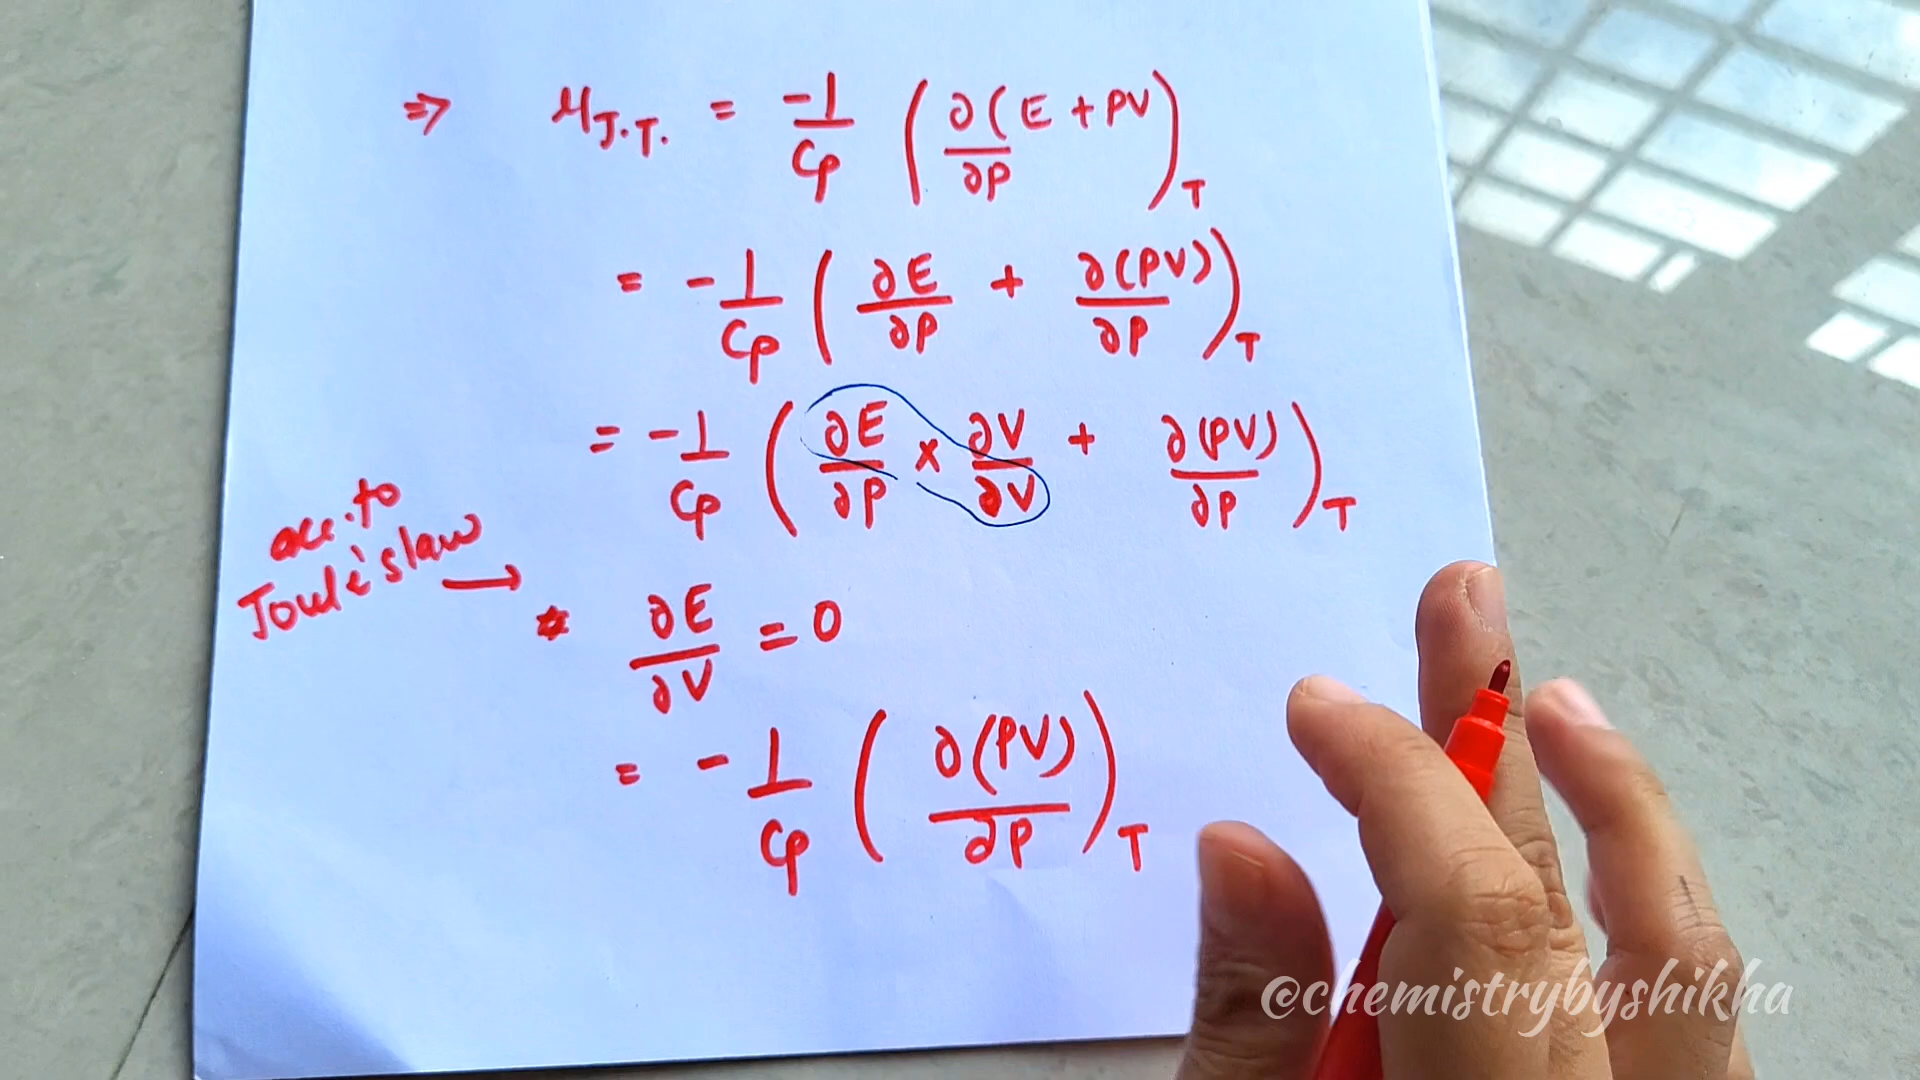 ⇒ μJ.T. = -1/Cp (∂(E + PV)/∂P)T
= -1/Cp (∂E/∂P + ∂(PV)/∂P)T
= -1/Cp (∂E/∂P × ∂V/∂V + ∂(PV)/∂P)T
acc. to
Joule's law →
* ∂E/∂V = 0
= -1/Cp (∂(PV)/∂P)T
@chemistrybyshikha